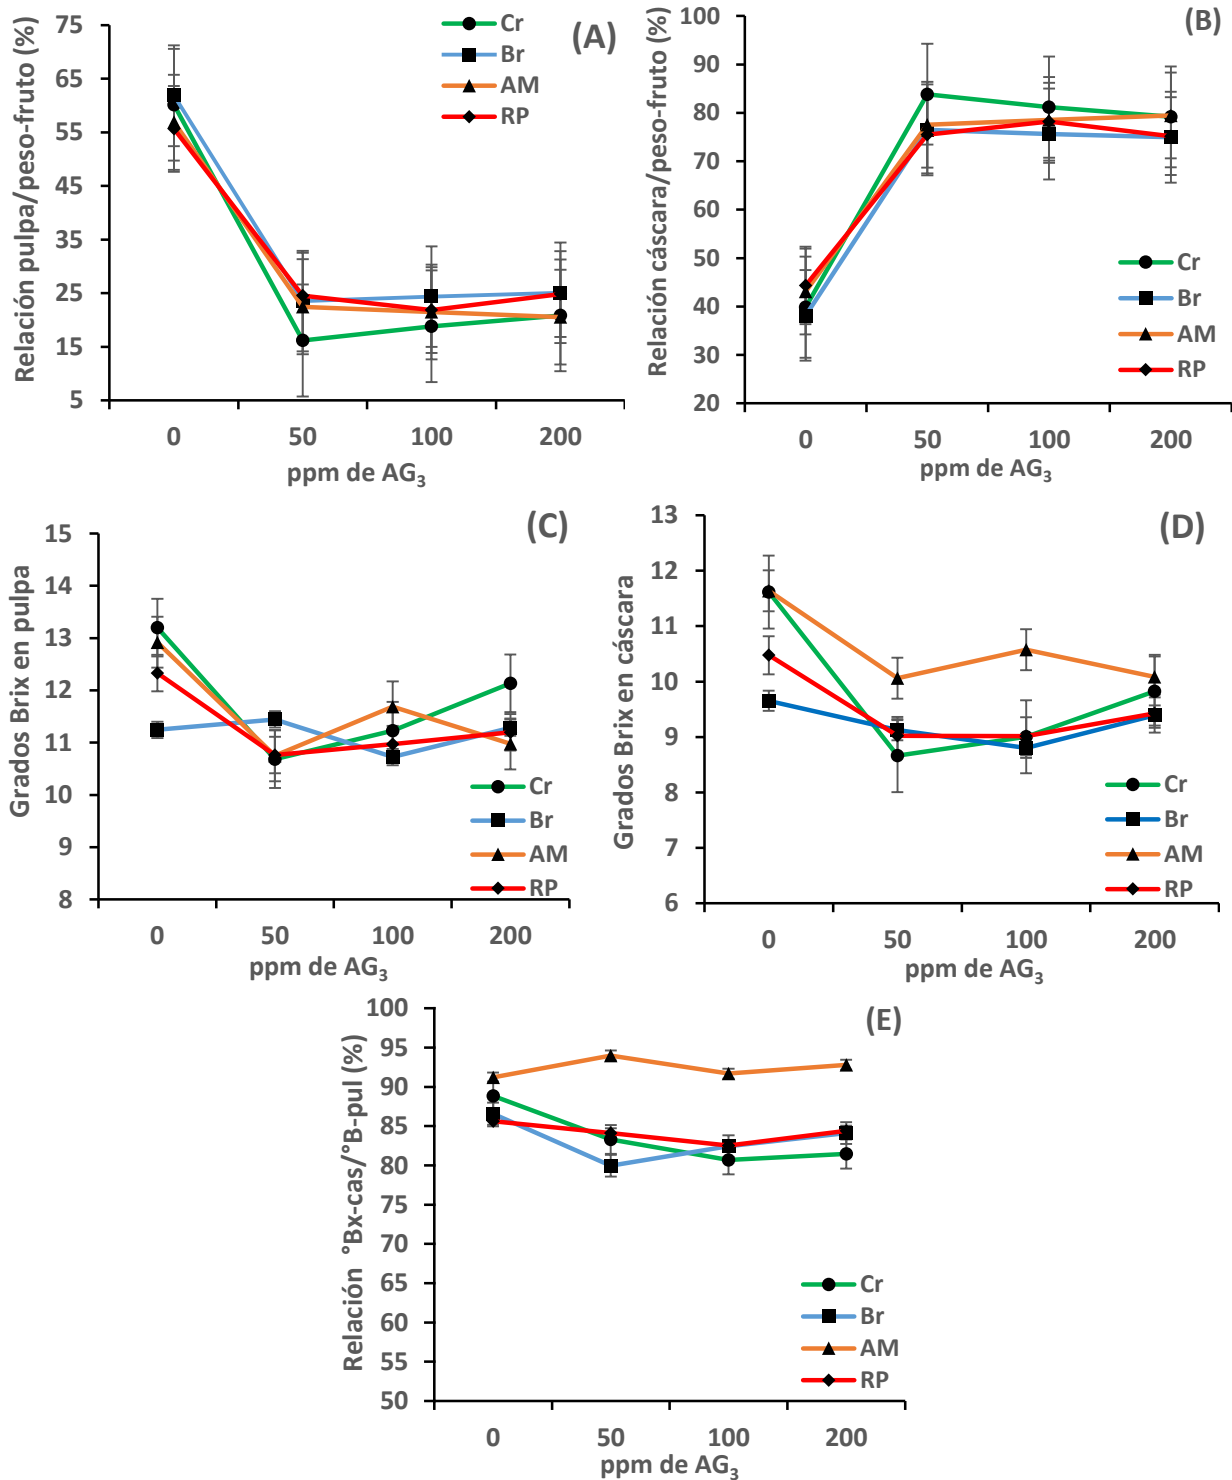 (A)
Relación pulpa/peso-fruto (%)
75
65
55
45
35
25
15
5
0 50 100 200
ppm de AG₃
Cr
Br
AM
RP
(B)
Relación cáscara/peso-fruto (%)
100
90
80
70
60
50
40
30
20
0 50 100 200
ppm de AG₃
Cr
Br
AM
RP
(C)
Grados Brix en pulpa
15
14
13
12
11
10
9
8
0 50 100 200
ppm de AG₃
Cr
Br
AM
RP
(D)
Grados Brix en cáscara
13
12
11
10
9
8
7
6
0 50 100 200
ppm de AG₃
Cr
Br
AM
RP
(E)
Relación °Bx-cas/°B-pul (%)
100
95
90
85
80
75
70
65
60
55
50
0 50 100 200
ppm de AG₃
Cr
Br
AM
RP